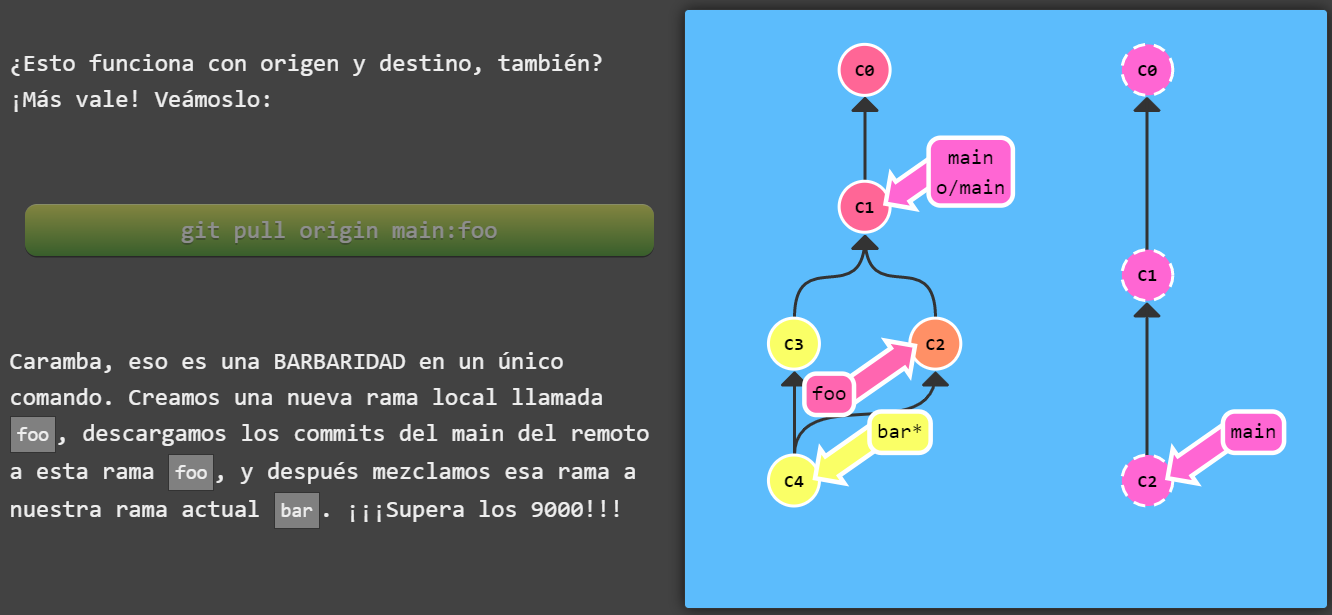 ¿Esto funciona con origen y destino, también?
¡Más vale! Veámoslo:
git pull origin main:foo
Caramba, eso es una BARBARIDAD en un único
comando. Creamos una nueva rama local llamada
foo, descargamos los commits del main del remoto
a esta rama foo, y después mezclamos esa rama a
nuestra rama actual bar. ¡¡¡Supera los 9000!!!
C0
main
o/main
C1
C3
C2
foo
bar*
C4
C0
C1
main
C2